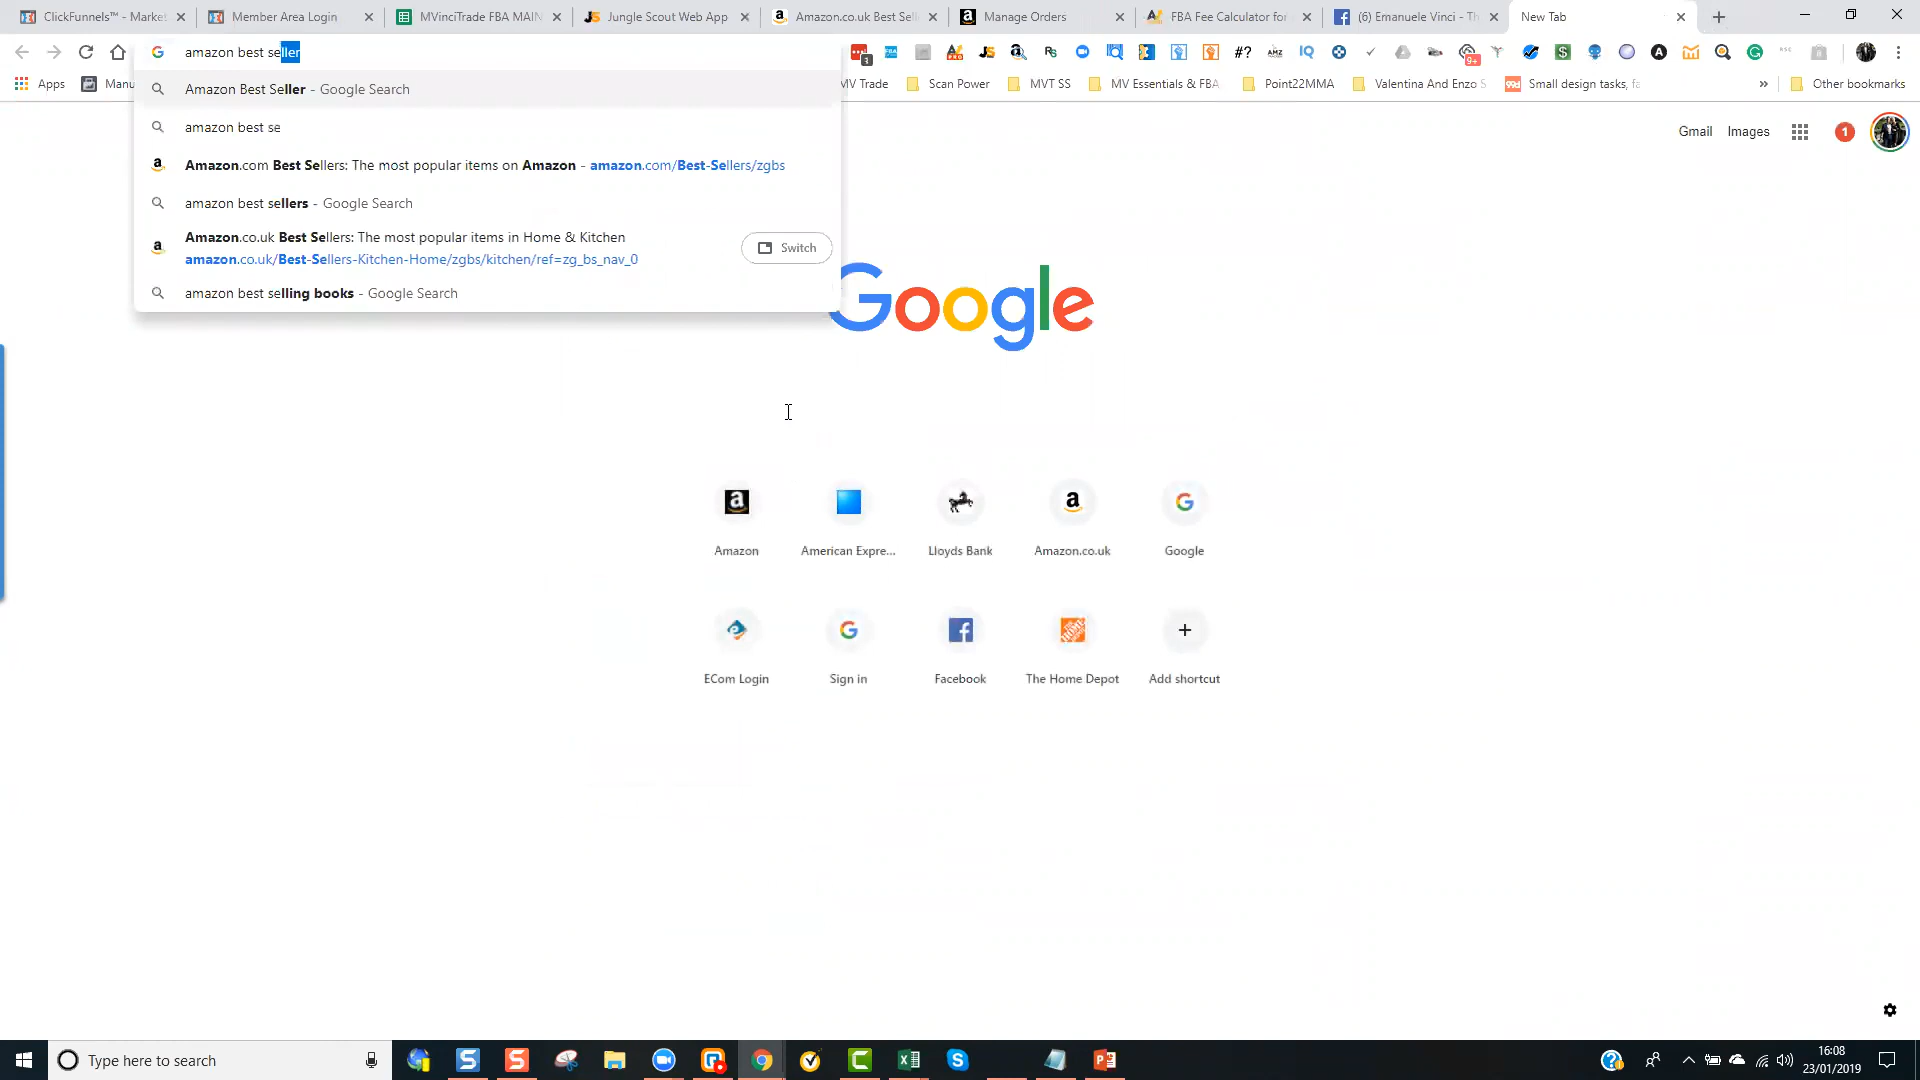 ClickFunnels™ - Market
Member Area Login
MVinciTrade FBA MAIN
Jungle Scout Web App
Amazon.co.uk Best Sell
Manage Orders
FBA Fee Calculator for
(6) Emanuele Vinci - Th
New Tab
amazon best seller
Apps
Manu
MV Trade
Scan Power
MVT SS
MV Essentials & FBA
Point22MMA
Valentina And Enzo S
Small design tasks, fa
»
Other bookmarks
Amazon Best Seller - Google Search
amazon best se
Amazon.com Best Sellers: The most popular items on Amazon - amazon.com/Best-Sellers/zgbs
amazon best sellers - Google Search
Amazon.co.uk Best Sellers: The most popular items in Home & Kitchen
amazon.co.uk/Best-Sellers-Kitchen-Home/zgbs/kitchen/ref=zg_bs_nav_0
Switch
amazon best selling books - Google Search
Gmail
Images
1
Google
Amazon
American Expre...
Lloyds Bank
Amazon.co.uk
Google
ECom Login
Sign in
Facebook
The Home Depot
Add shortcut
Type here to search
16:08
23/01/2019